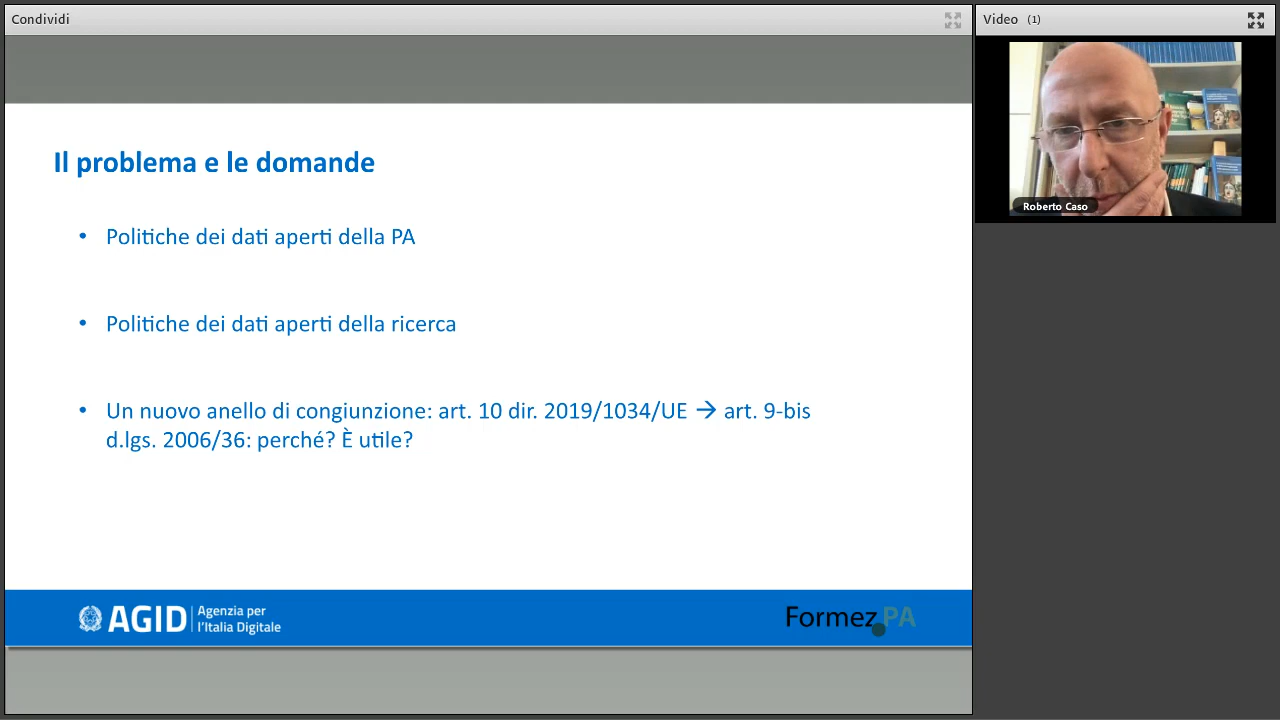 Condividi
Video (1)
Roberto Caso
Il problema e le domande
• Politiche dei dati aperti della PA
• Politiche dei dati aperti della ricerca
• Un nuovo anello di congiunzione: art. 10 dir. 2019/1034/UE → art. 9-bis
d.lgs. 2006/36: perché? È utile?
AGID
Agenzia per
l'Italia Digitale
Formez PA